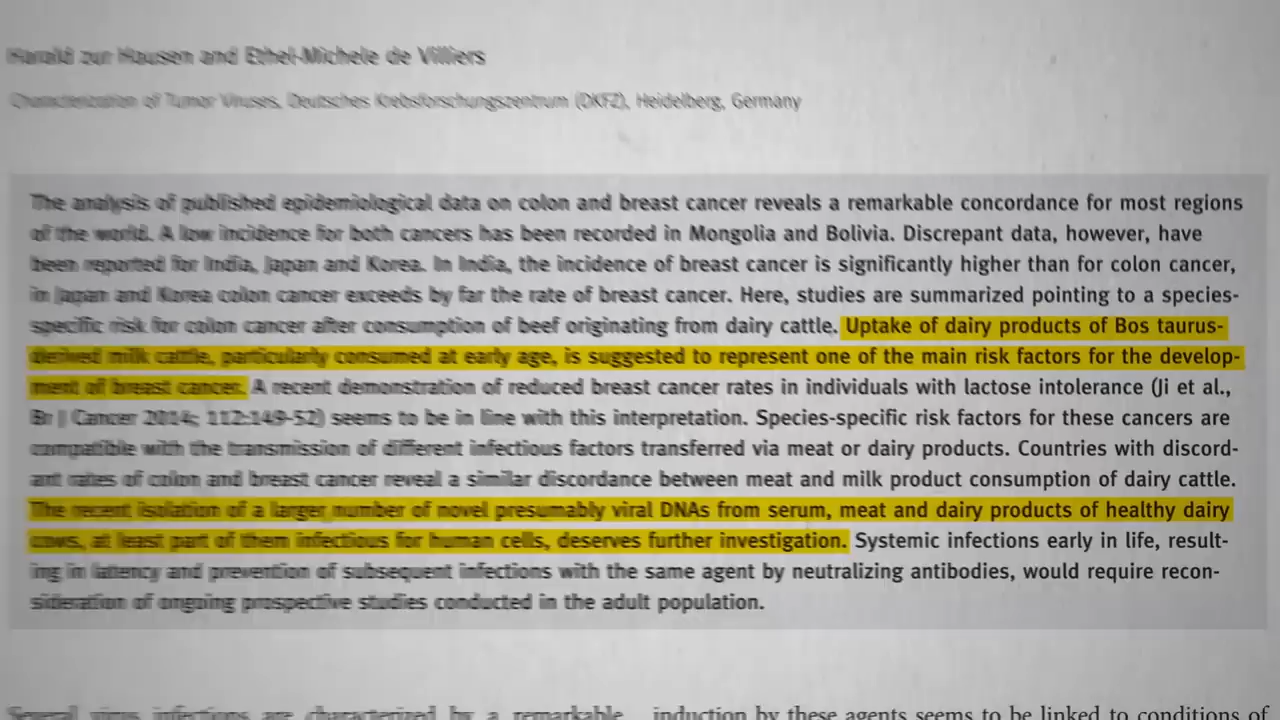 Harald zur Hausen and Ethel-Michele de Villiers
Characterization of Tumor Viruses, Deutsches Krebsforschungszentrum (DKFZ), Heidelberg, Germany
The analysis of published epidemiological data on colon and breast cancer reveals a remarkable concordance for most regions
of the world. A low incidence for both cancers has been recorded in Mongolia and Bolivia. Discrepant data, however, have
been reported for India, Japan and Korea. In India, the incidence of breast cancer is significantly higher than for colon cancer,
in Japan and Korea colon cancer exceeds by far the rate of breast cancer. Here, studies are summarized pointing to a species-
specific risk for colon cancer after consumption of beef originating from dairy cattle. Uptake of dairy products of Bos taurus-
derived milk cattle, particularly consumed at early age, is suggested to represent one of the main risk factors for the develop-
ment of breast cancer. A recent demonstration of reduced breast cancer rates in individuals with lactose intolerance (Ji et al.,
Br J Cancer 2014; 112:149-52) seems to be in line with this interpretation. Species-specific risk factors for these cancers are
compatible with the transmission of different infectious factors transferred via meat or dairy products. Countries with discord-
ant rates of colon and breast cancer reveal a similar discordance between meat and milk product consumption of dairy cattle.
The recent isolation of a larger number of novel presumably viral DNAs from serum, meat and dairy products of healthy dairy
cows, at least part of them infectious for human cells, deserves further investigation. Systemic infections early in life, result-
ing in latency and prevention of subsequent infections with the same agent by neutralizing antibodies, would require recon-
sideration of ongoing prospective studies conducted in the adult population.
Several virus infections are characterized by a remarkable
induction by these agents seems to be linked to conditions of